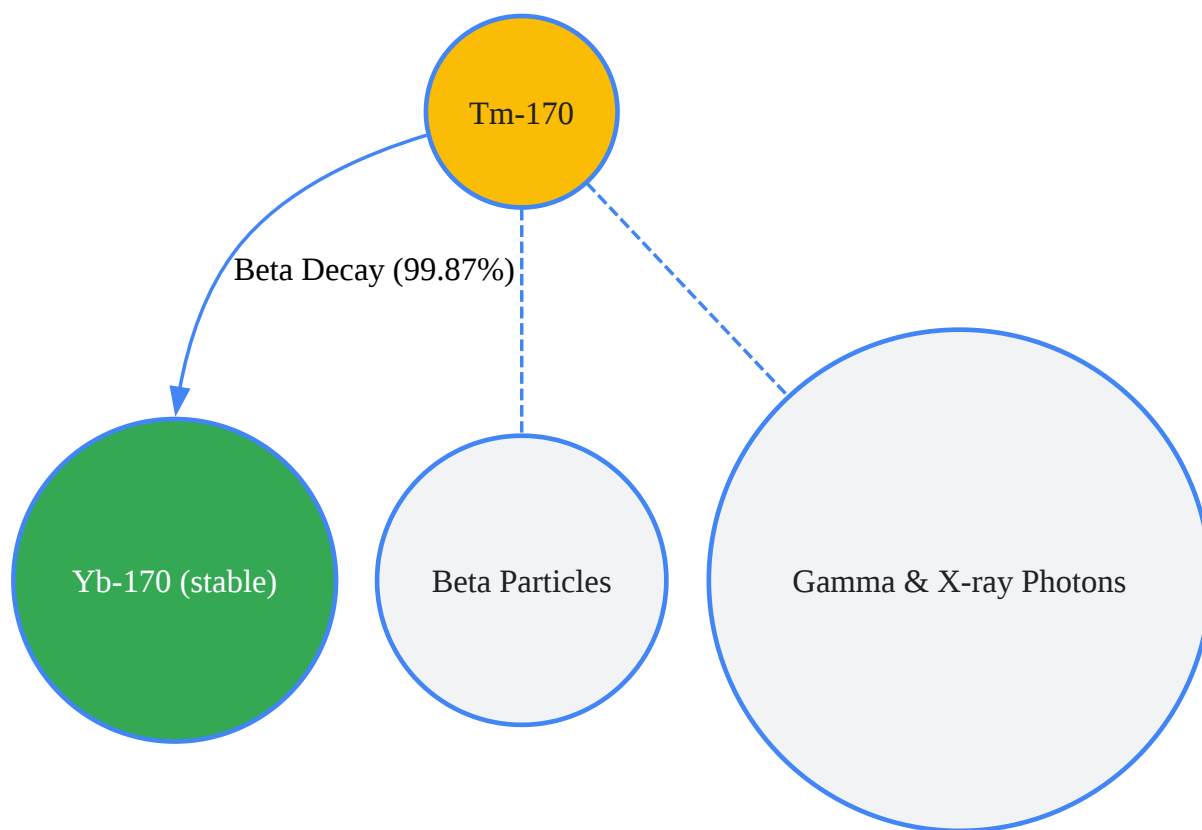 Tm-170
Beta Decay (99.87%)
Yb-170 (stable)
Beta Particles
Gamma & X-ray Photons